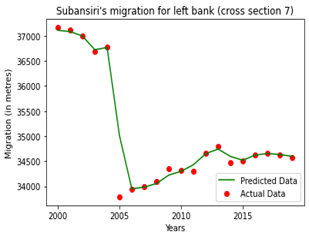 Subansiri's migration for left bank (cross section 7)
Migration (in metres)
37000
36500
36000
35500
35000
34500
34000
2000
2005
2010
2015
Years
Predicted Data
Actual Data